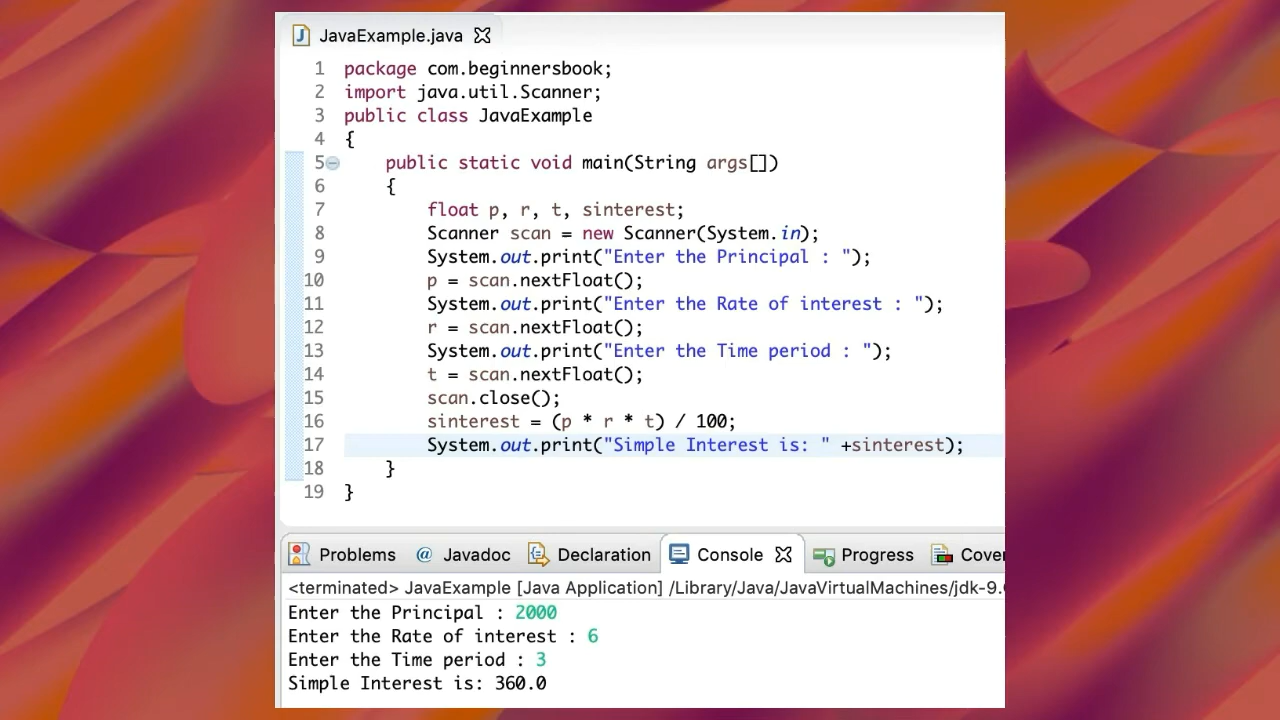 JavaExample.java
1 package com.beginnersbook;
2 import java.util.Scanner;
3 public class JavaExample
4 {
5 public static void main(String args[])
6 {
7 float p, r, t, sinterest;
8 Scanner scan = new Scanner(System.in);
9 System.out.print("Enter the Principal : ");
10 p = scan.nextFloat();
11 System.out.print("Enter the Rate of interest : ");
12 r = scan.nextFloat();
13 System.out.print("Enter the Time period : ");
14 t = scan.nextFloat();
15 scan.close();
16 sinterest = (p * r * t) / 100;
17 System.out.print("Simple Interest is: " +sinterest);
18 }
19 }
Problems @ Javadoc Declaration Console Progress Cover
<terminated> JavaExample [Java Application] /Library/Java/JavaVirtualMachines/jdk-9.
Enter the Principal : 2000
Enter the Rate of interest : 6
Enter the Time period : 3
Simple Interest is: 360.0